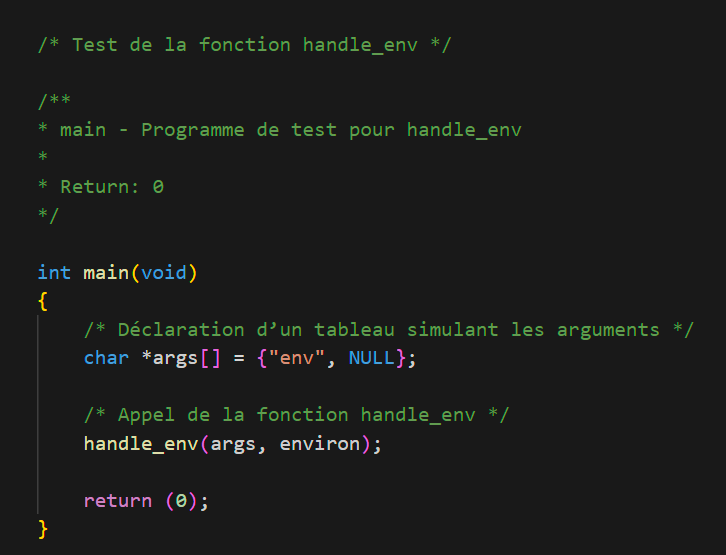 /* Test de la fonction handle_env */
/**
* main - Programme de test pour handle_env
*
* Return: 0
*/
int main(void)
{
/* Déclaration d’un tableau simulant les arguments */
char *args[] = {"env", NULL};
/* Appel de la fonction handle_env */
handle_env(args, environ);
return (0);
}